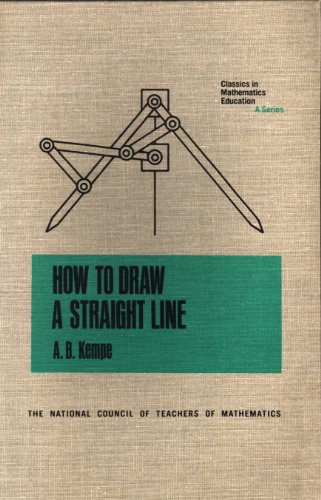 Classics in
Mathematics
Education
A Series
HOW TO DRAW
A STRAIGHT LINE
A. B. Kempe
THE NATIONAL COUNCIL OF TEACHERS OF MATHEMATICS